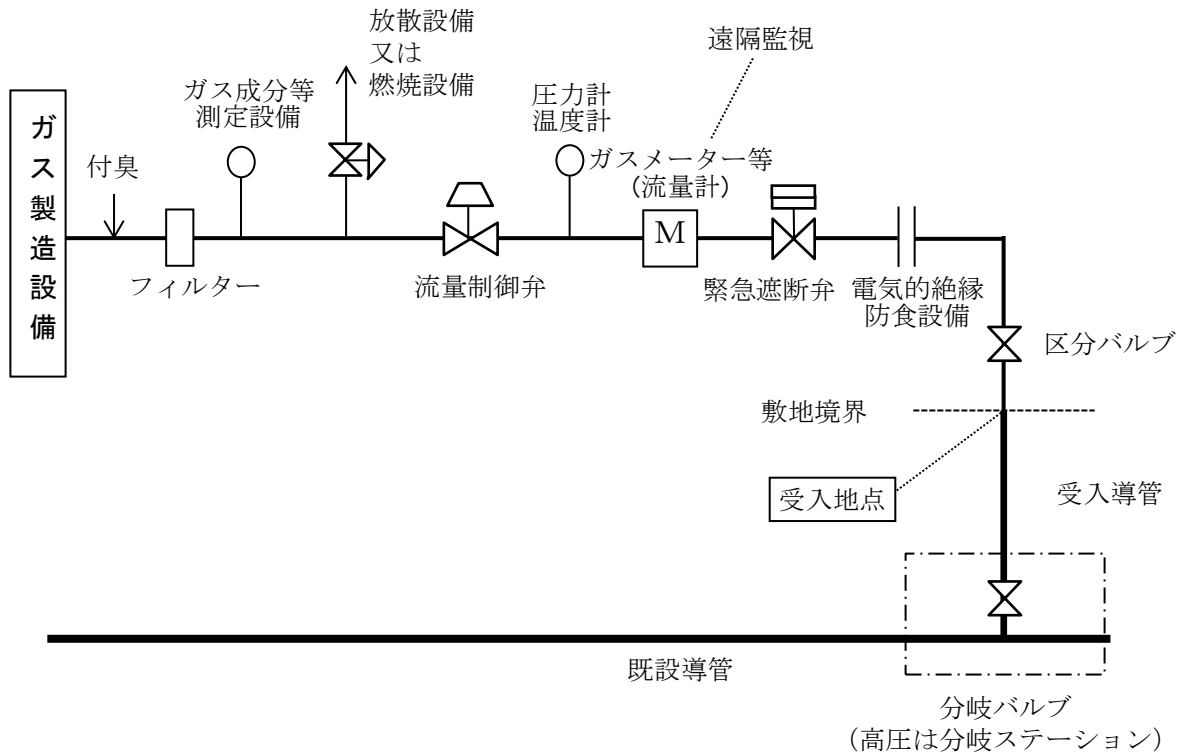 放散設備
又は
燃焼設備
遠隔監視
ガス成分等
測定設備
圧力計
温度計
ガス製造設備
付臭
ガスメーター等
(流量計)
M
フィルター
流量制御弁
緊急遮断弁
電気的絶縁
防食設備
区分バルブ
敷地境界
受入地点
受入導管
既設導管
分岐バルブ
(高圧は分岐ステーション)